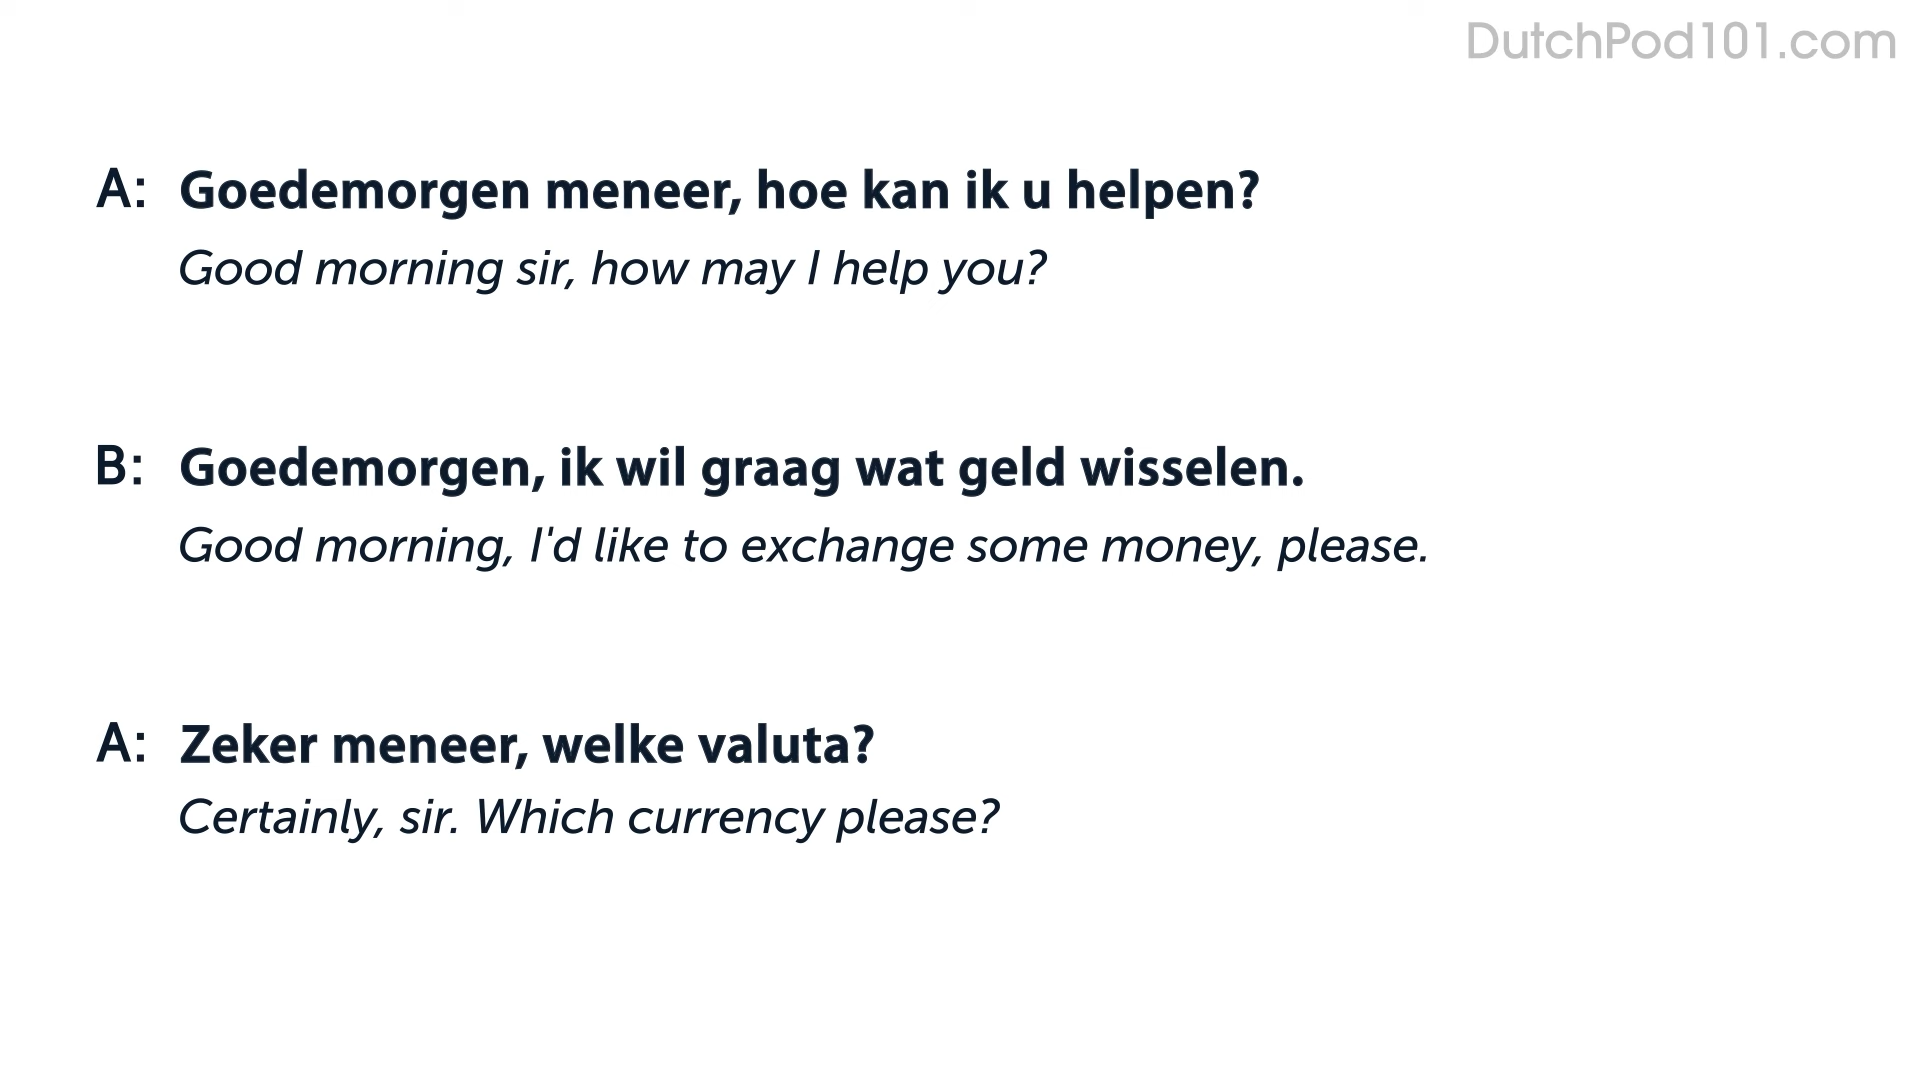 DutchPod101.com
A: Goedemorgen meneer, hoe kan ik u helpen?
Good morning sir, how may I help you?
B: Goedemorgen, ik wil graag wat geld wisselen.
Good morning, I'd like to exchange some money, please.
A: Zeker meneer, welke valuta?
Certainly, sir. Which currency please?